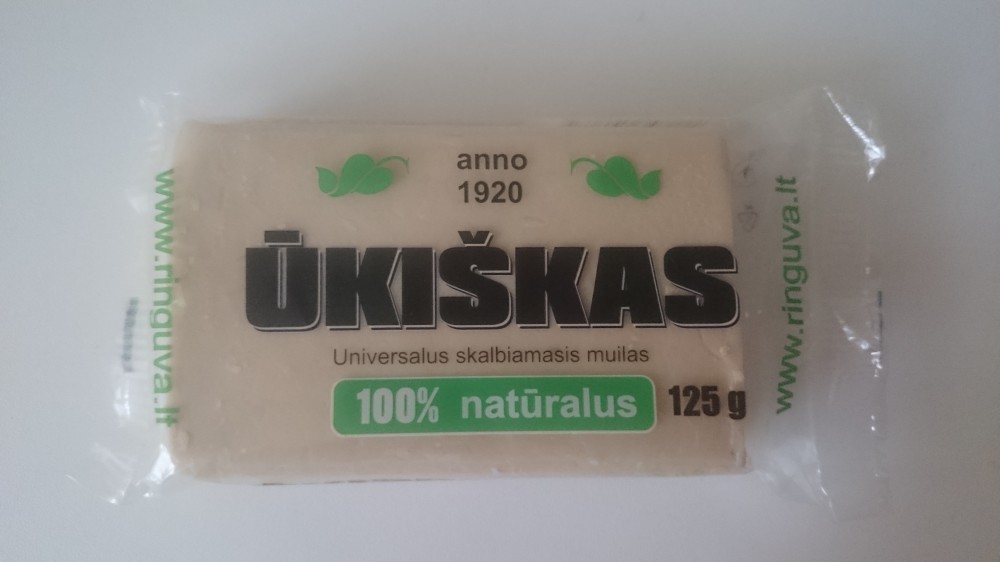 anno
1920
ŪKIŠKAS
Universalus skalbiamasis muilas
100% natūralus
125 g
www.ringuva.lt
www.ringuva.lt